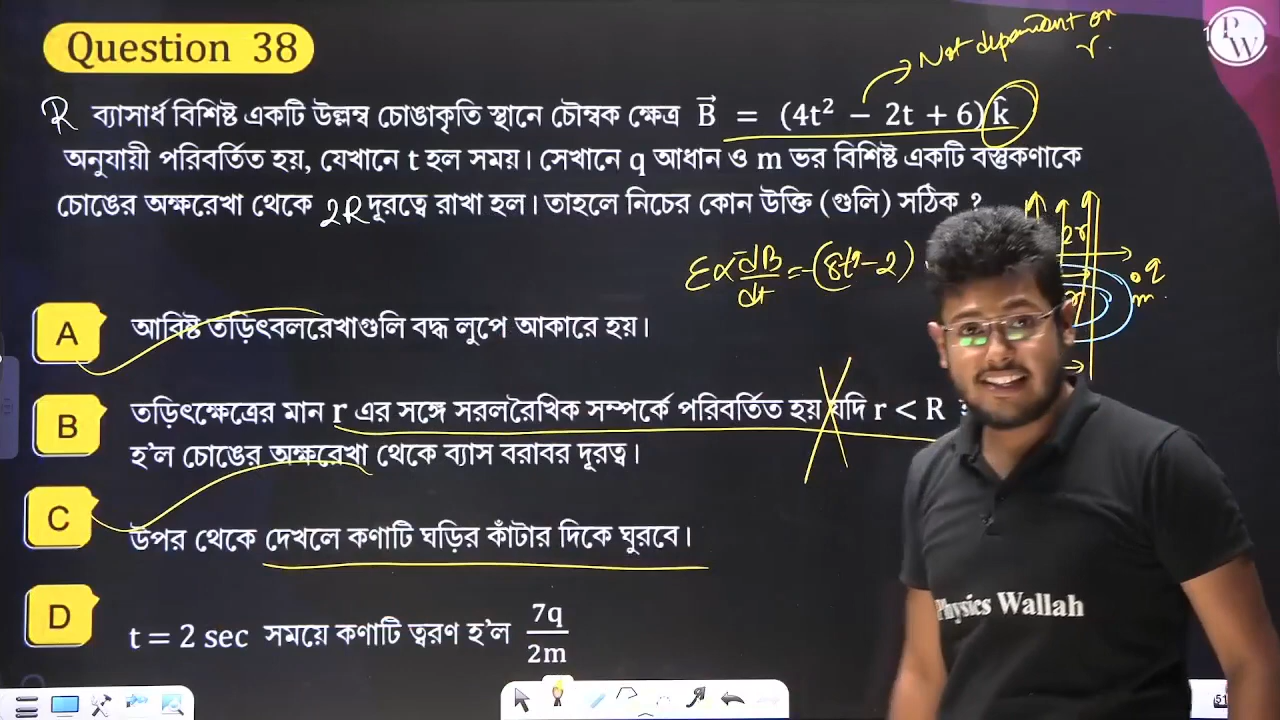 Question 38
Not dependent on
r.
R ব্যাসার্ধ বিশিষ্ট একটি উল্লম্ব চোঙাকৃতি স্থানে চৌম্বক ক্ষেত্র B⃗ = (4t² − 2t + 6)k̂
অনুযায়ী পরিবর্তিত হয়, যেখানে t হল সময়। সেখানে q আধান ও m ভর বিশিষ্ট একটি বস্তুকণাকে
চোঙের অক্ষরেখা থেকে 2R দূরত্বে রাখা হল। তাহলে নিচের কোন উক্তি (গুলি) সঠিক ?
2r
q
m
A আবিষ্ট তড়িৎবলরেখাগুলি বদ্ধ লুপে আকারে হয়।
B তড়িৎক্ষেত্রের মান r এর সঙ্গে সরলরৈখিক সম্পর্কে পরিবর্তিত হয় যদি r < R
হ'ল চোঙের অক্ষরেখা থেকে ব্যাস বরাবর দূরত্ব।
C উপর থেকে দেখলে কণাটি ঘড়ির কাঁটার দিকে ঘুরবে।
D t = 2 sec সময়ে কণাটি ত্বরণ হ'ল 7q/2m
Physics Wallah
PW